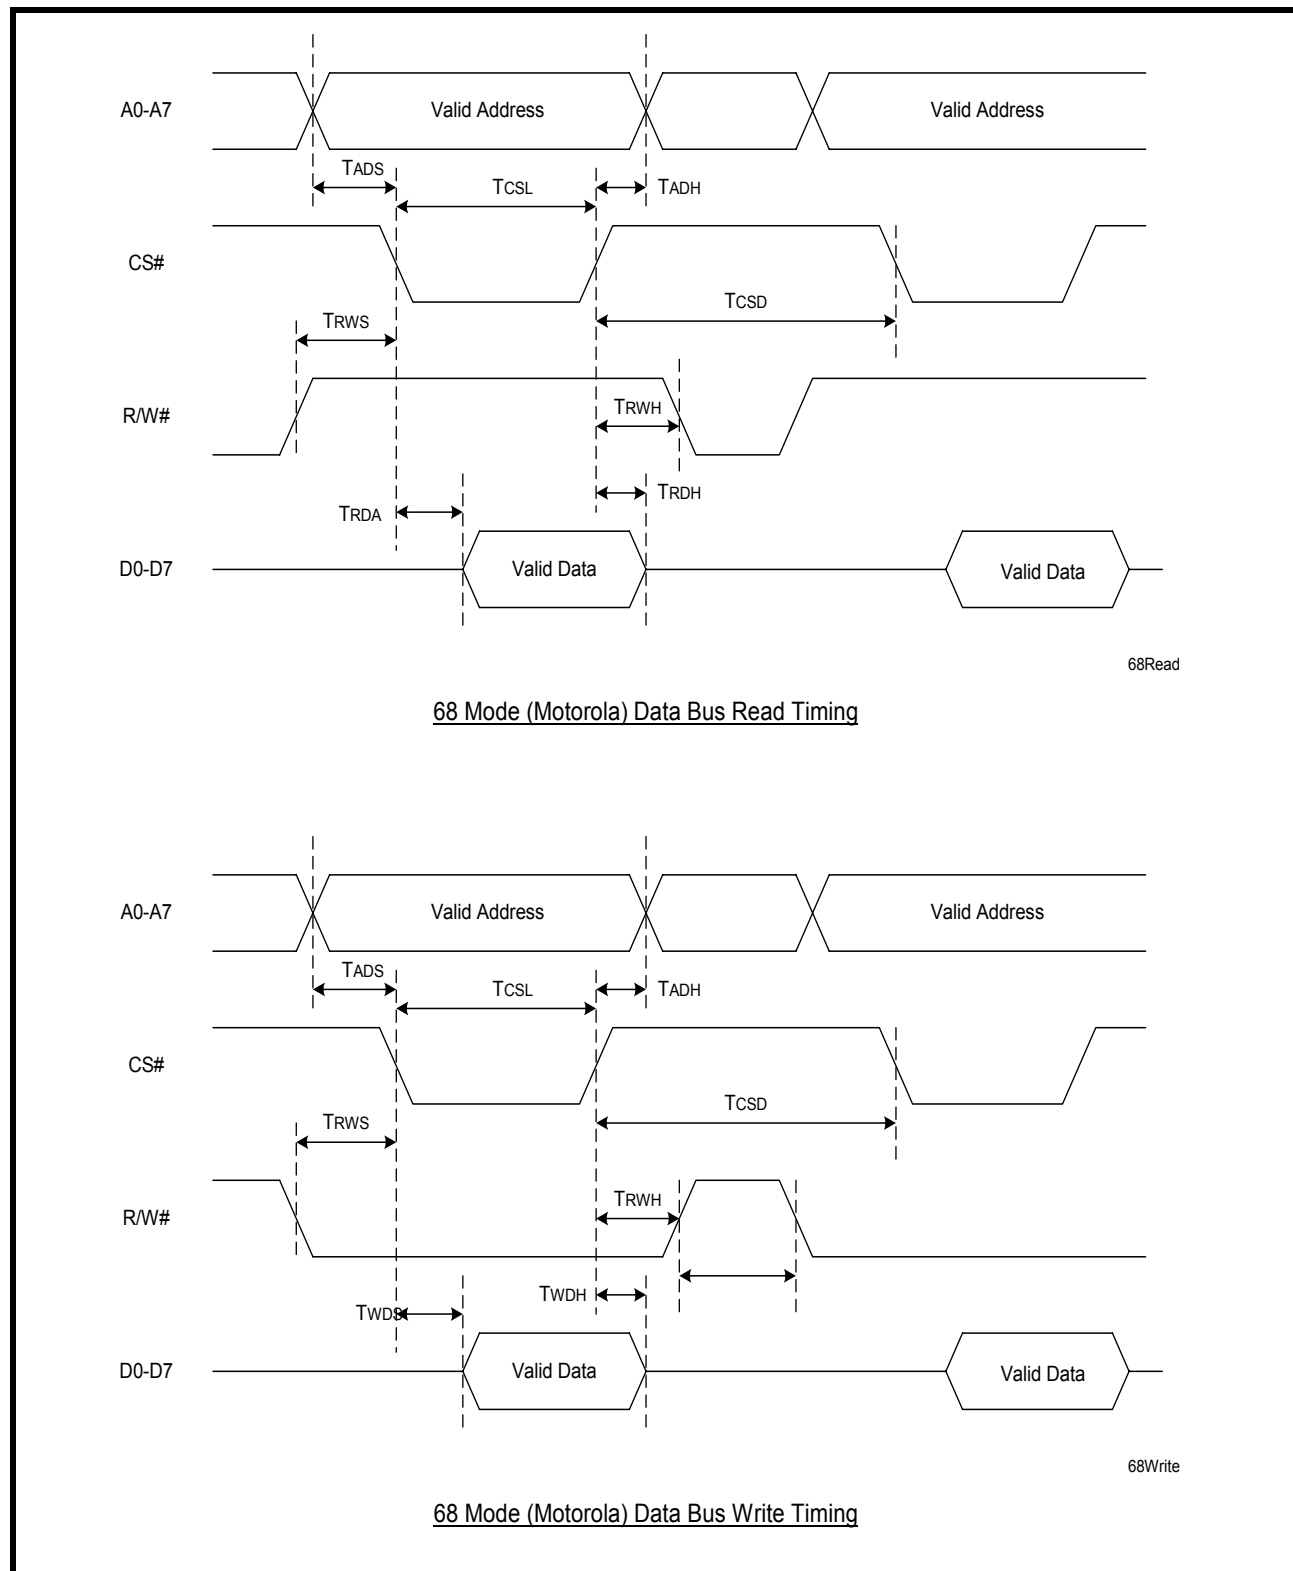 A0-A7
Valid Address
Valid Address
TADS
TCSL
TADH
CS#
TCSD
TRWS
R/W#
TRWH
TRDH
TRDA
D0-D7
Valid Data
Valid Data
68Read
68 Mode (Motorola) Data Bus Read Timing
A0-A7
Valid Address
Valid Address
TADS
TCSL
TADH
CS#
TCSD
TRWS
R/W#
TRWH
TWDH
TWDS
D0-D7
Valid Data
Valid Data
68Write
68 Mode (Motorola) Data Bus Write Timing